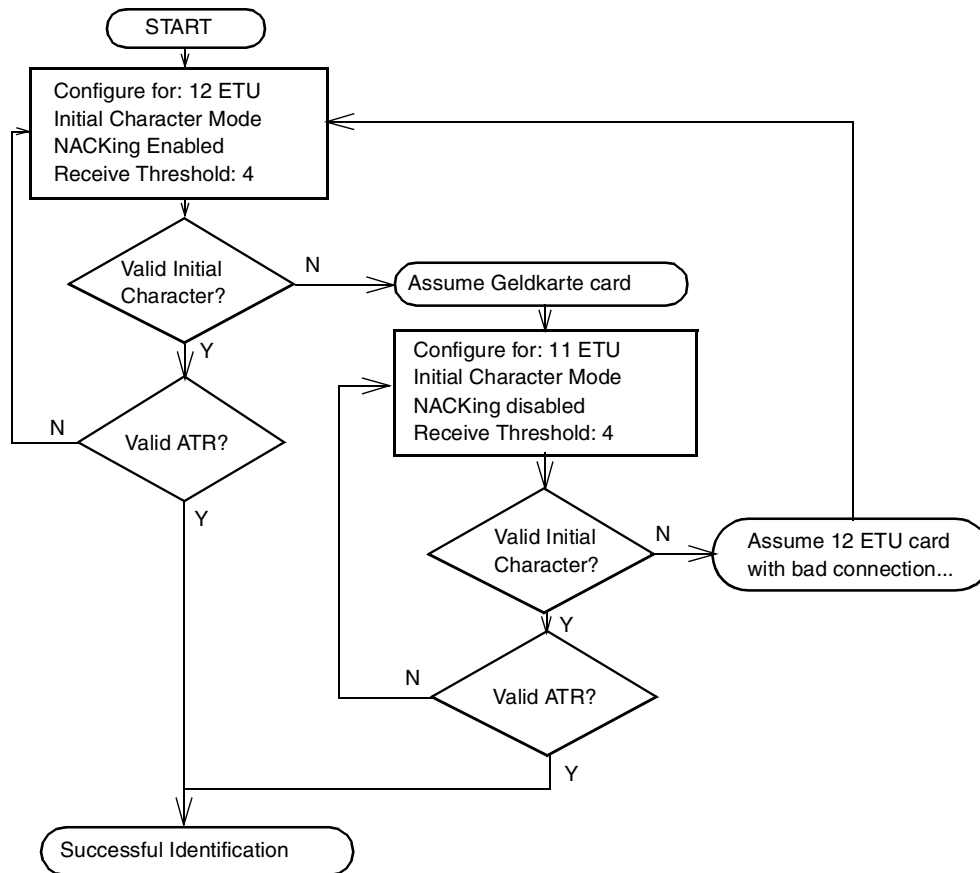 START
Configure for: 12 ETU
Initial Character Mode
NACKing Enabled
Receive Threshold: 4
Valid Initial
Character?
N
Assume Geldkarte card
Y
Configure for: 11 ETU
Initial Character Mode
NACKing disabled
Receive Threshold: 4
N
Valid ATR?
Y
Valid Initial
Character?
N
Assume 12 ETU card
with bad connection...
Y
N
Valid ATR?
Y
Successful Identification